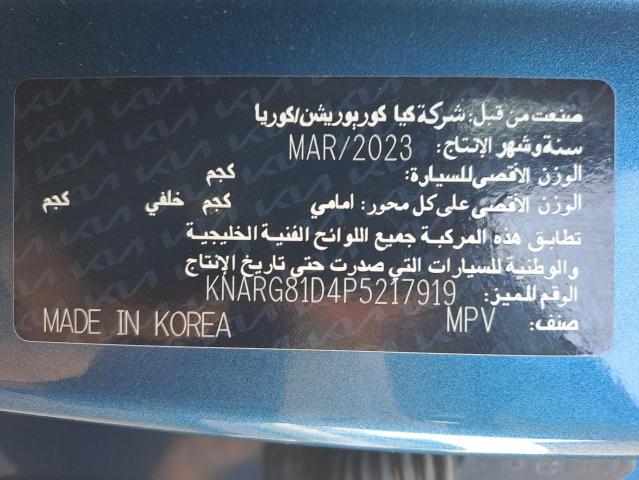 صنعت من قبل: شركة كيا كوربوريشن/كوريا
سنة وشهر الإنتاج: MAR/2023
الوزن الأقصى للسيارة: كجم
الوزن الأقصى على كل محور: امامي كجم خلفي كجم
تطابق هذه المركبة جميع اللوائح الفنية الخليجية
والوطنية للسيارات التي صدرت حتى تاريخ الإنتاج
الرقم المميز: KNARG81D4P5217919
صنف: MPV MADE IN KOREA